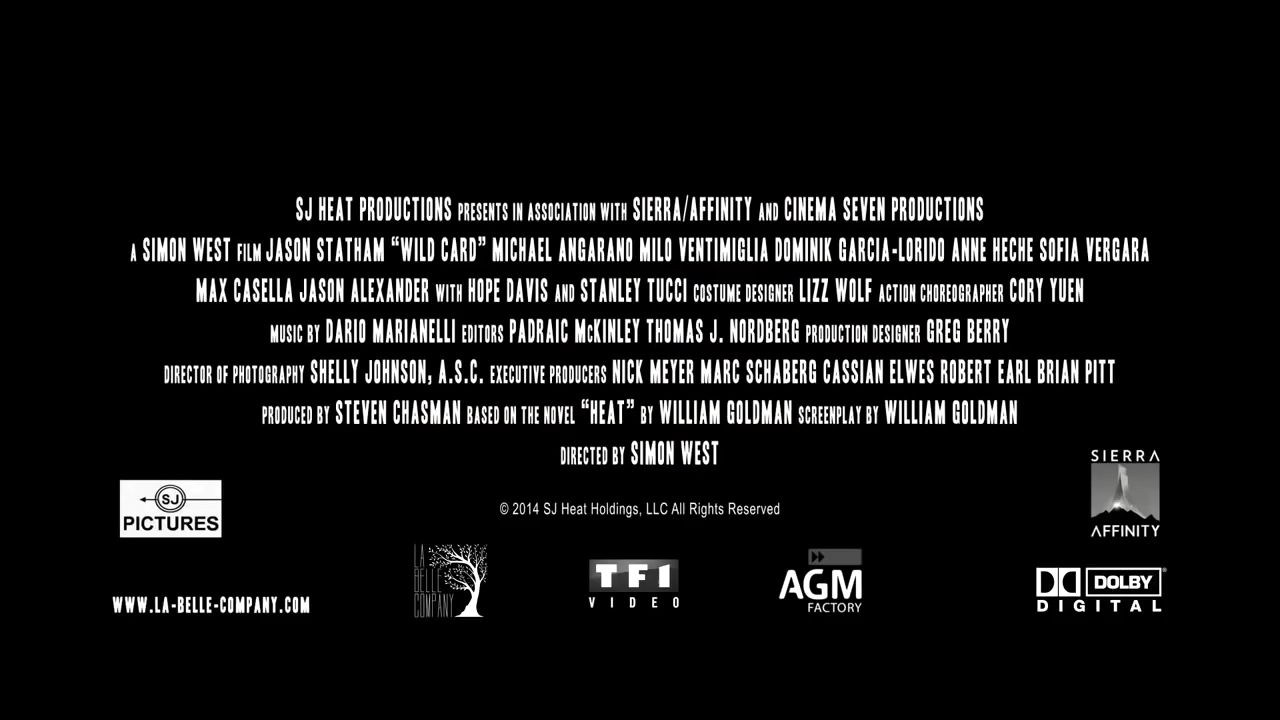 SJ HEAT PRODUCTIONS PRESENTS IN ASSOCIATION WITH SIERRA/AFFINITY AND CINEMA SEVEN PRODUCTIONS
A SIMON WEST FILM JASON STATHAM “WILD CARD” MICHAEL ANGARANO MILO VENTIMIGLIA DOMINIK GARCIA-LORIDO ANNE HECHE SOFIA VERGARA
MAX CASELLA JASON ALEXANDER WITH HOPE DAVIS AND STANLEY TUCCI COSTUME DESIGNER LIZZ WOLF ACTION CHOREOGRAPHER CORY YUEN
MUSIC BY DARIO MARIANELLI EDITORS PADRAIC McKINLEY THOMAS J. NORDBERG PRODUCTION DESIGNER GREG BERRY
DIRECTOR OF PHOTOGRAPHY SHELLY JOHNSON, A.S.C. EXECUTIVE PRODUCERS NICK MEYER MARC SCHABERG CASSIAN ELWES ROBERT EARL BRIAN PITT
PRODUCED BY STEVEN CHASMAN BASED ON THE NOVEL “HEAT” BY WILLIAM GOLDMAN SCREENPLAY BY WILLIAM GOLDMAN
DIRECTED BY SIMON WEST
SIERRA
AFFINITY
SJ
PICTURES
© 2014 SJ Heat Holdings, LLC All Rights Reserved
WWW.LA-BELLE-COMPANY.COM
LA
BELLE
COMPANY
TF1
VIDEO
AGM
FACTORY
DOLBY®
DIGITAL